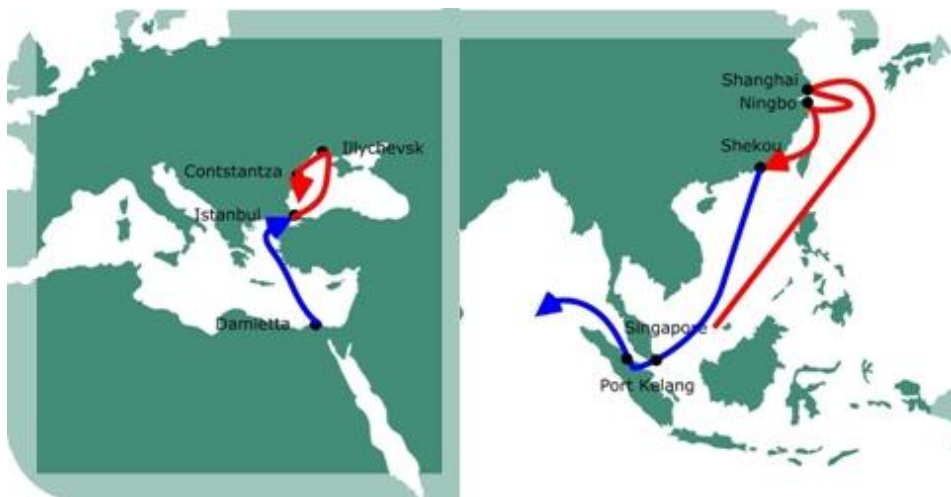 Illychevsk
Contstantza
Istanbul
Damietta
Shanghai
Ningbo
Shekou
Singapore
Port Kelang